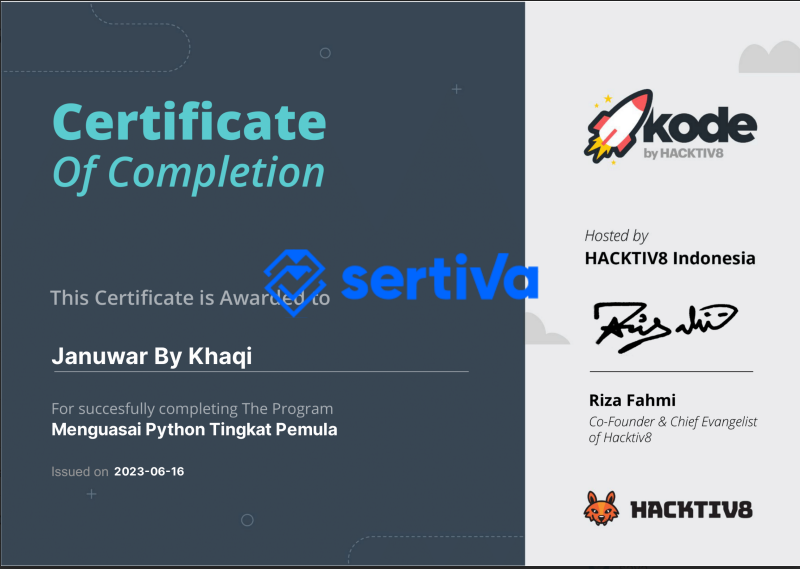 Certificate
Of Completion
This Certificate is Awarded to
sertiva
Januwar By Khaqi
For succesfully completing The Program
Menguasai Python Tingkat Pemula
Issued on 2023-06-16
kode
by HACKTIV8
Hosted by
HACKTIV8 Indonesia
Riza Fahmi
Co-Founder & Chief Evangelist
of Hacktiv8
HACKTIV8